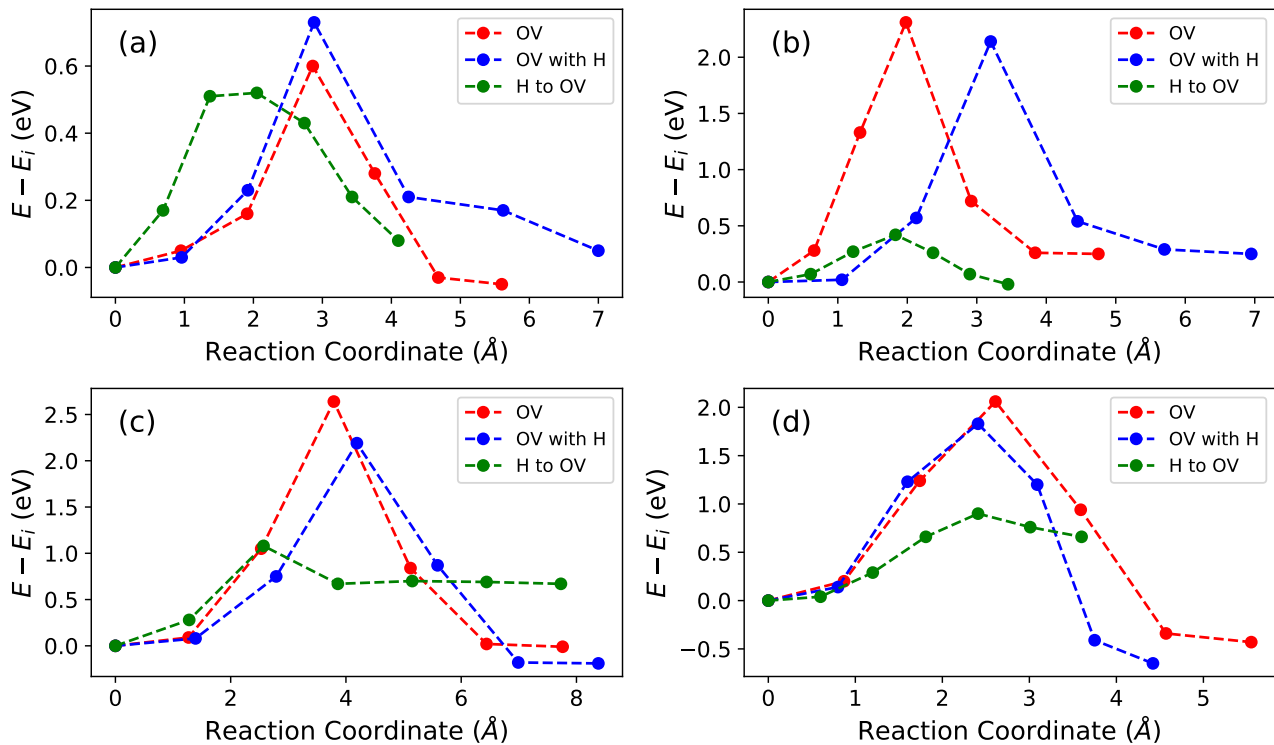 (a)
OV
OV with H
H to OV
0.6
0.4
0.2
0.0
E − E_i (eV)
0 1 2 3 4 5 6 7
Reaction Coordinate (Å)
(b)
OV
OV with H
H to OV
2.0
1.5
1.0
0.5
0.0
E − E_i (eV)
0 1 2 3 4 5 6 7
Reaction Coordinate (Å)
(c)
OV
OV with H
H to OV
2.5
2.0
1.5
1.0
0.5
0.0
E − E_i (eV)
0 2 4 6 8
Reaction Coordinate (Å)
(d)
OV
OV with H
H to OV
2.0
1.5
1.0
0.5
0.0
−0.5
E − E_i (eV)
0 1 2 3 4 5
Reaction Coordinate (Å)